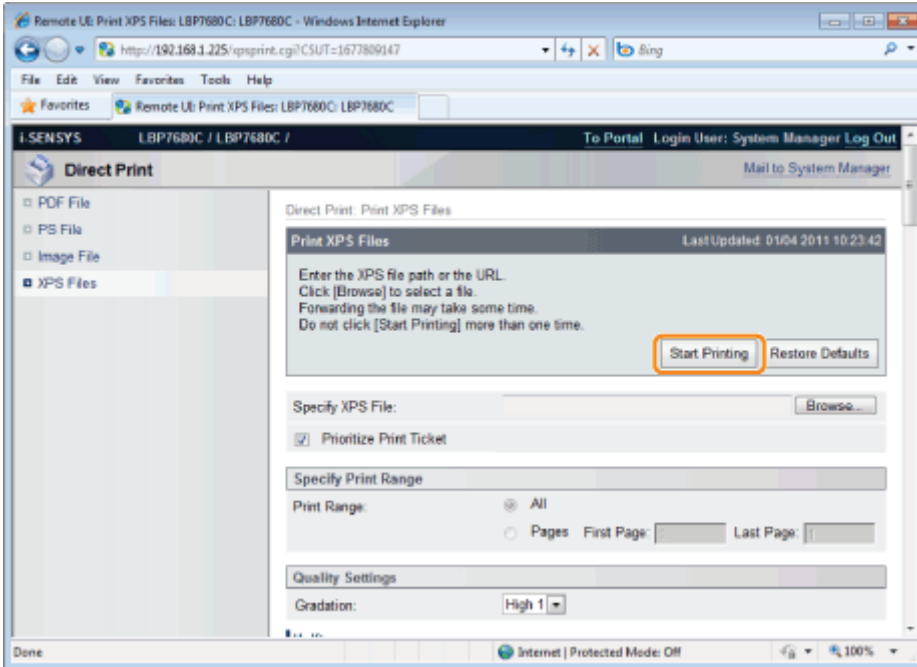 Remote UI: Print XPS Files: LBP7680C: LBP7680C - Windows Internet Explorer
http://192.168.1.225/xpsprint.cgi?CSUT=1677809147
Bing
File Edit View Favorites Tools Help
Favorites Remote UI: Print XPS Files: LBP7680C: LBP7680C
i-SENSYS LBP7680C / LBP7680C / To Portal Login User: System Manager Log Out
Direct Print Mail to System Manager
PDF File
PS File
Image File
XPS Files
Direct Print: Print XPS Files
Print XPS Files Last Updated: 01/04 2011 10:23:42
Enter the XPS file path or the URL.
Click [Browse] to select a file.
Forwarding the file may take some time.
Do not click [Start Printing] more than one time.
Start Printing Restore Defaults
Specify XPS File: Browse...
Prioritize Print Ticket
Specify Print Range
Print Range: All
Pages First Page: Last Page:
Quality Settings
Gradation: High 1
Done Internet | Protected Mode: Off 100%